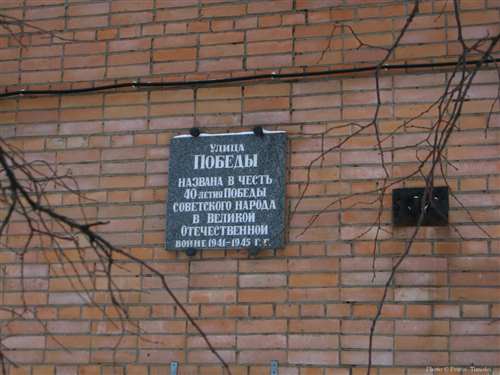 УЛИЦА
ПОБЕДЫ
НАЗВАНА В ЧЕСТЬ
40-ЛЕТИЯ ПОБЕДЫ
СОВЕТСКОГО НАРОДА
В ВЕЛИКОЙ
ОТЕЧЕСТВЕННОЙ
ВОЙНЕ 1941-1945 Г.Г.